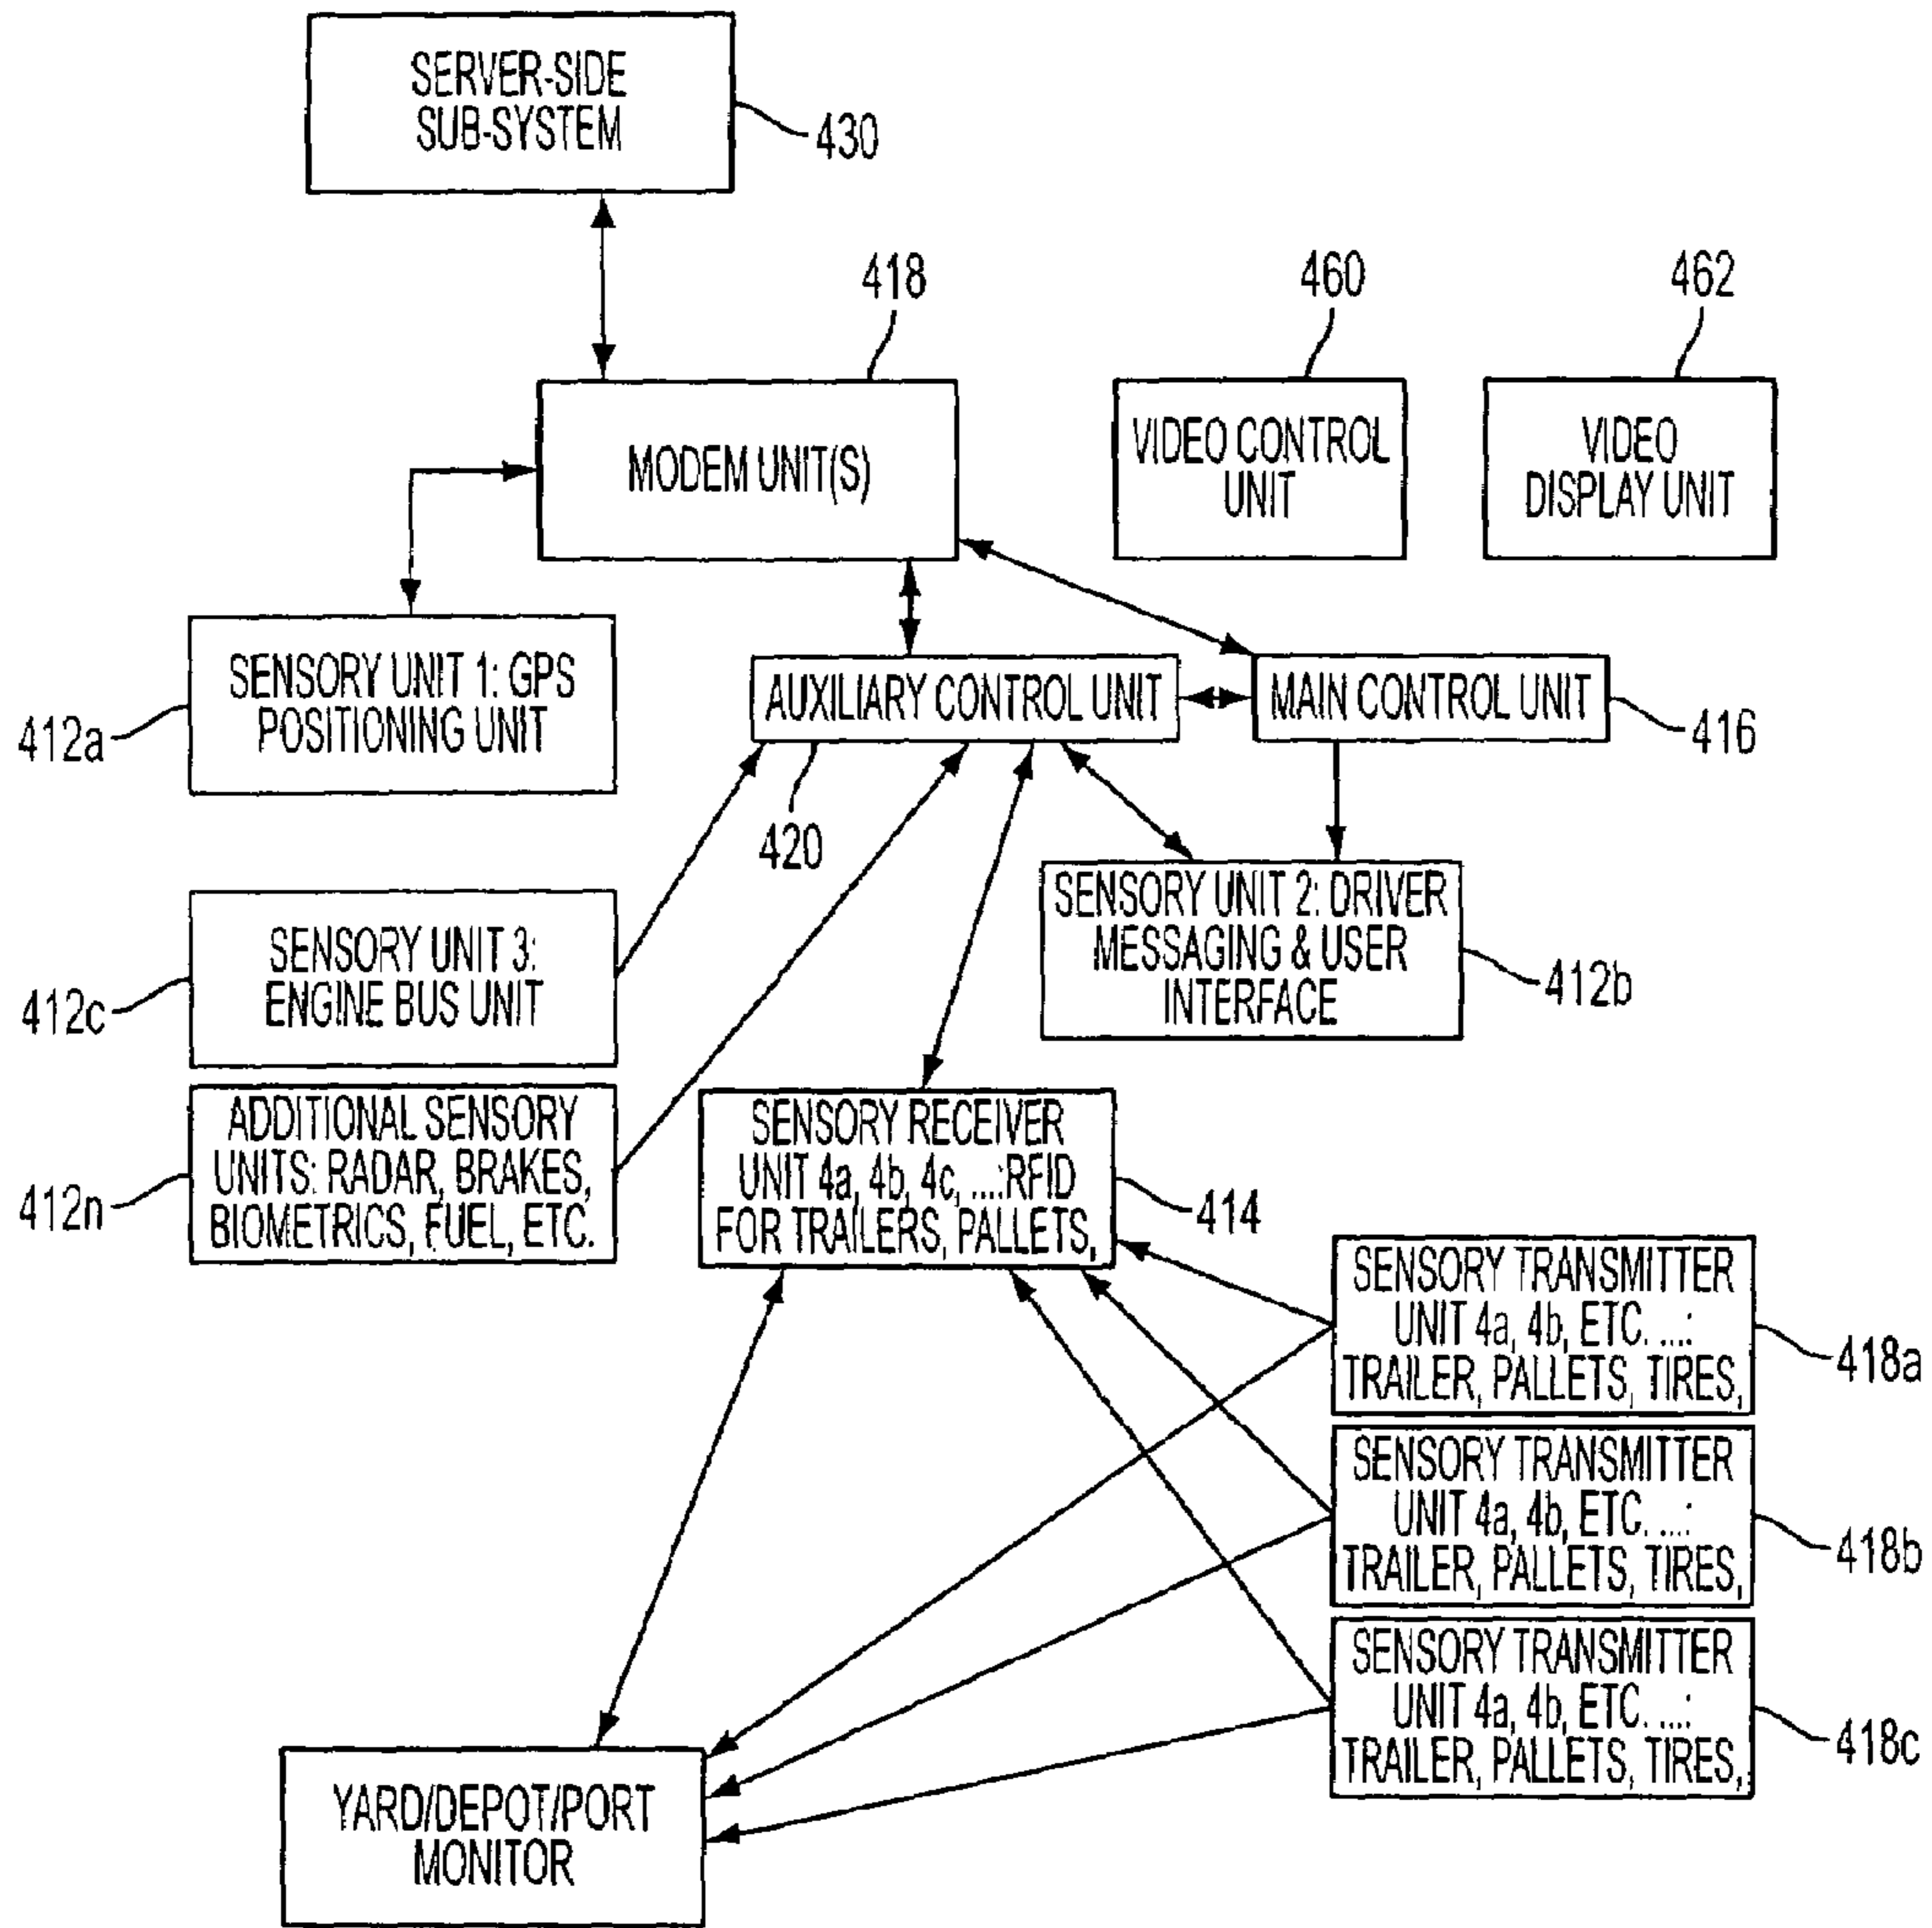 SERVER-SIDE
SUB-SYSTEM
430
418
460
462
MODEM UNIT(S)
VIDEO CONTROL
UNIT
VIDEO
DISPLAY UNIT
SENSORY UNIT 1: GPS
POSITIONING UNIT
412a
AUXILIARY CONTROL UNIT
420
MAIN CONTROL UNIT
416
SENSORY UNIT 3:
ENGINE BUS UNIT
412c
SENSORY UNIT 2: DRIVER
MESSAGING & USER
INTERFACE
412b
ADDITIONAL SENSORY
UNITS: RADAR, BRAKES,
BIOMETRICS, FUEL, ETC.
412n
SENSORY RECEIVER
UNIT 4a, 4b, 4c, ....:RFID
FOR TRAILERS, PALLETS,
414
SENSORY TRANSMITTER
UNIT 4a, 4b, ETC. ...:
TRAILER, PALLETS, TIRES,
418a
SENSORY TRANSMITTER
UNIT 4a, 4b, ETC. ...:
TRAILER, PALLETS, TIRES,
418b
SENSORY TRANSMITTER
UNIT 4a, 4b, ETC. ...:
TRAILER, PALLETS, TIRES,
418c
YARD/DEPOT/PORT
MONITOR